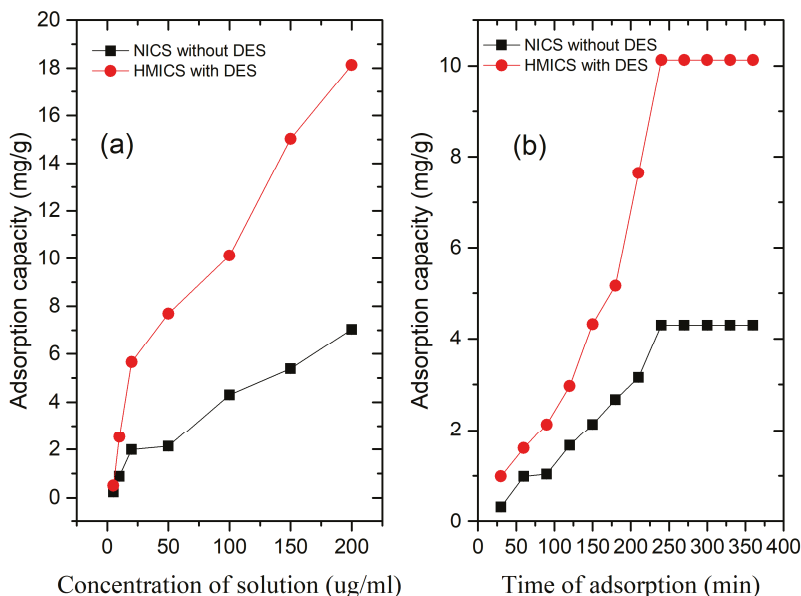 NICS without DES
HMICS with DES
(a)
Adsorption capacity (mg/g)
20
18
16
14
12
10
8
6
4
2
0
0 50 100 150 200
Concentration of solution (ug/ml)
NICS without DES
HMICS with DES
(b)
Adsorption capacity (mg/g)
10
8
6
4
2
0
0 50 100 150 200 250 300 350 400
Time of adsorption (min)